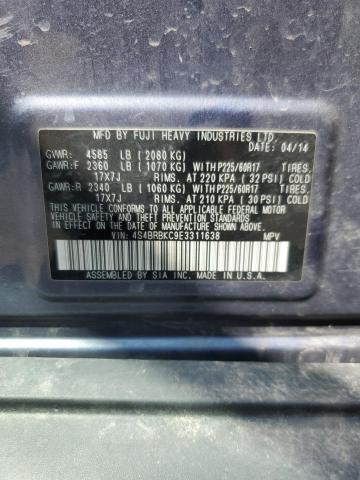 MFD BY FUJI HEAVY INDUSTRIES LTD.
DATE: 04/14
GVWR: 4585 LB (2080 KG)
GAWR:F 2360 LB (1070 KG) WITH P225/60R17 TIRES,
17X7J RIMS, AT 220 KPA (32 PSI) COLD
GAWR:R 2340 LB (1060 KG) WITH P225/60R17 TIRES,
17X7J RIMS, AT 210 KPA (30 PSI) COLD
THIS VEHICLE CONFORMS TO ALL APPLICABLE FEDERAL MOTOR
VEHICLE SAFETY, BUMPER, AND THEFT PREVENTION STANDARDS
IN EFFECT ON THE DATE OF MANUFACTURE SHOWN ABOVE.
VIN: 4S4BRBKC9E3311638 MPV
ASSEMBLED BY SIA INC. MADE IN U.S.A.